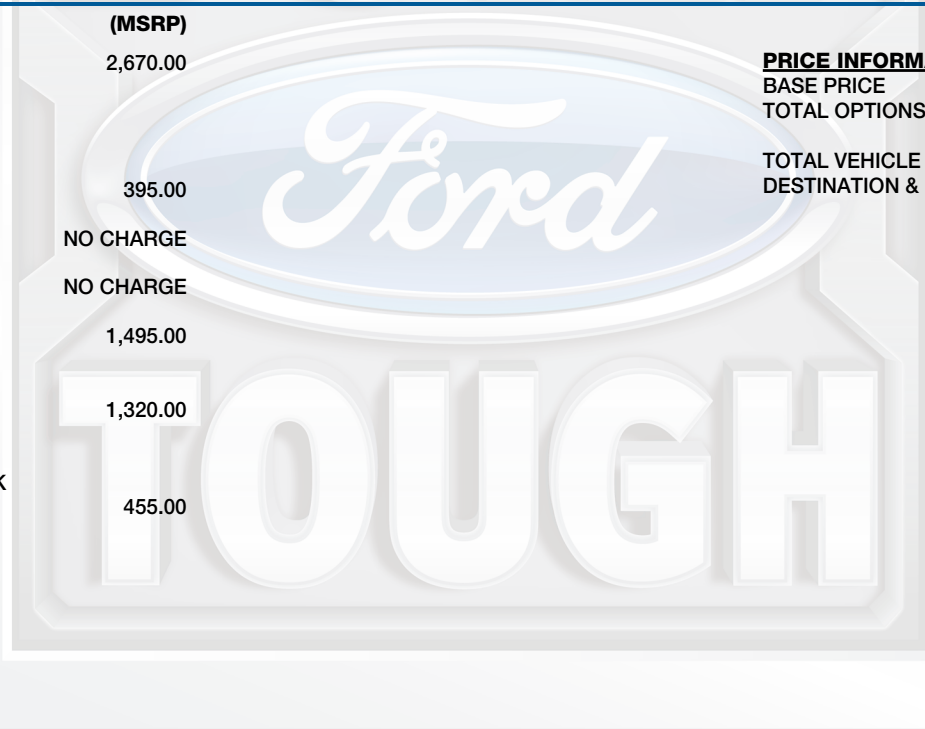 (MSRP)
2,670.00
395.00
NO CHARGE
NO CHARGE
1,495.00
1,320.00
K
455.00
PRICE INFORMA
BASE PRICE
TOTAL OPTIONS
TOTAL VEHICLE
DESTINATION &
Ford
TOUGH